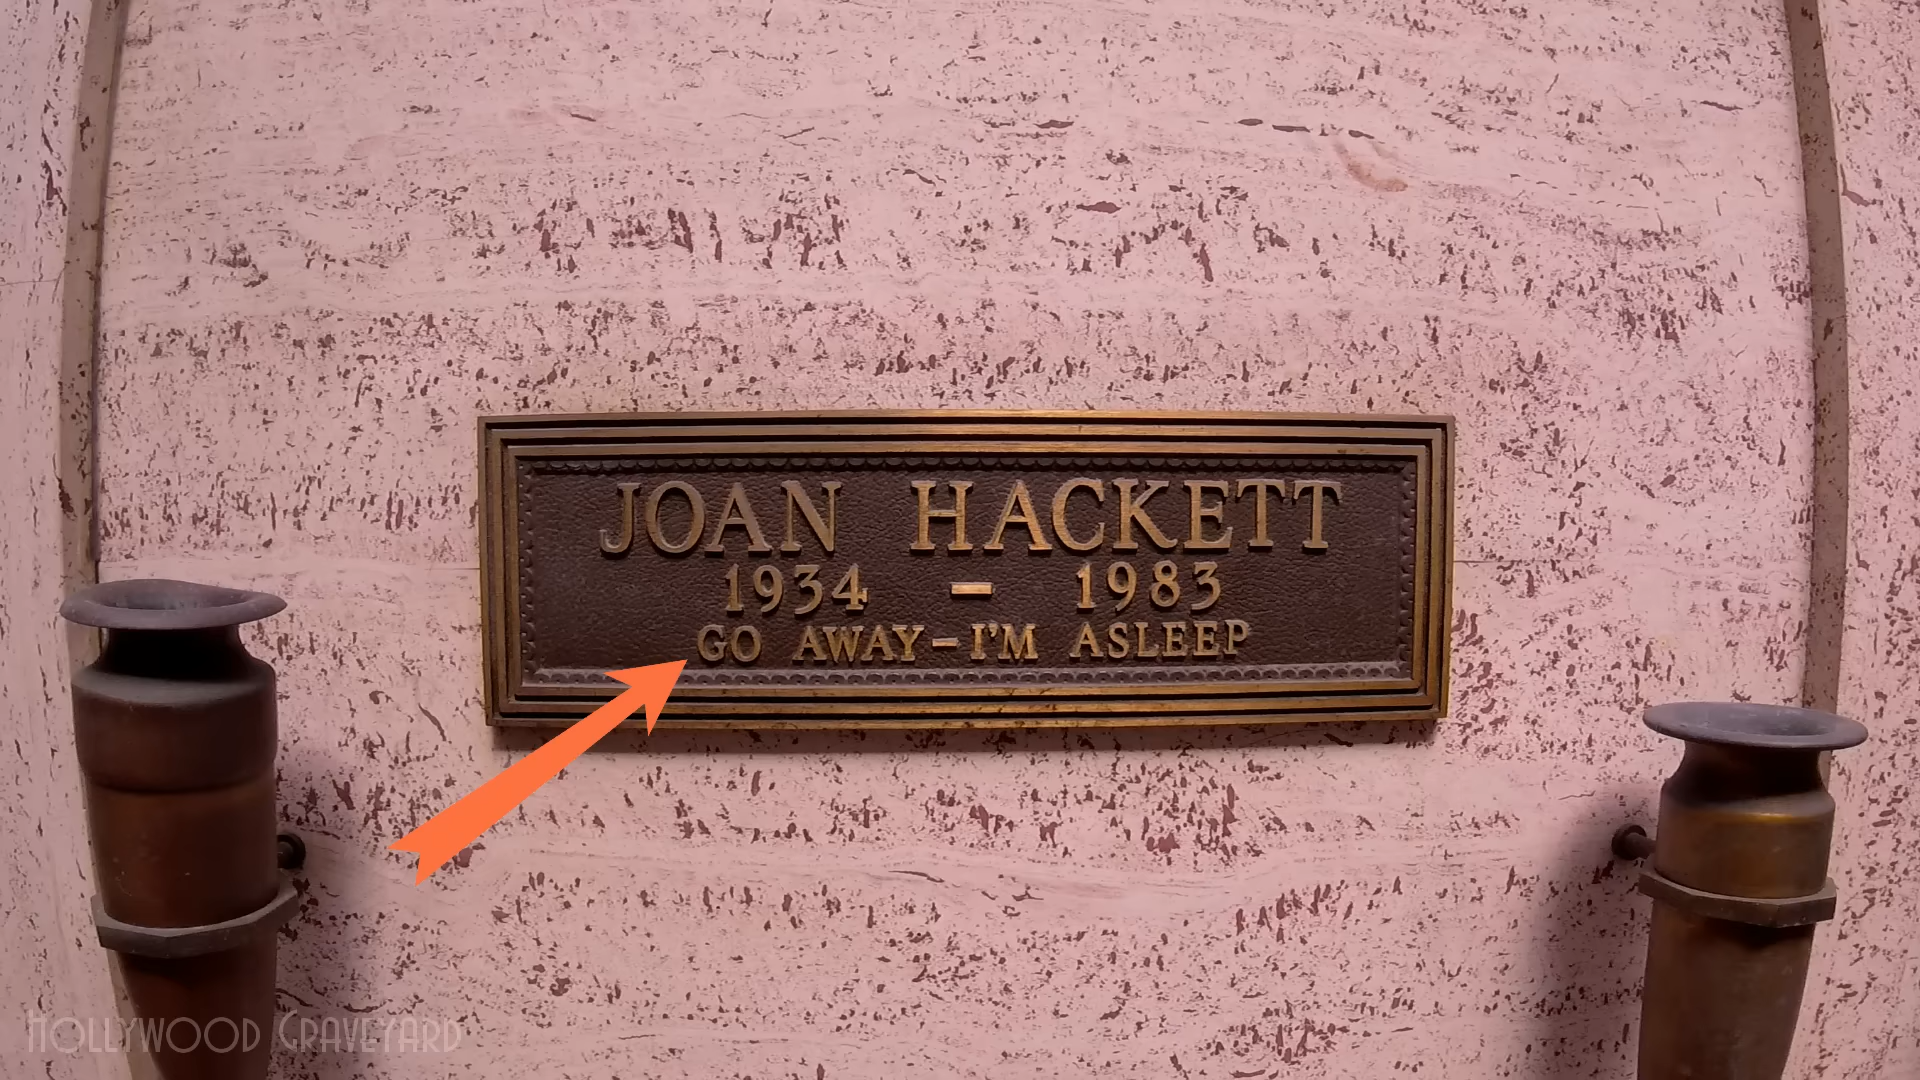 JOAN HACKETT
1934 - 1983
GO AWAY - I'M ASLEEP
HOLLYWOOD GRAVEYARD